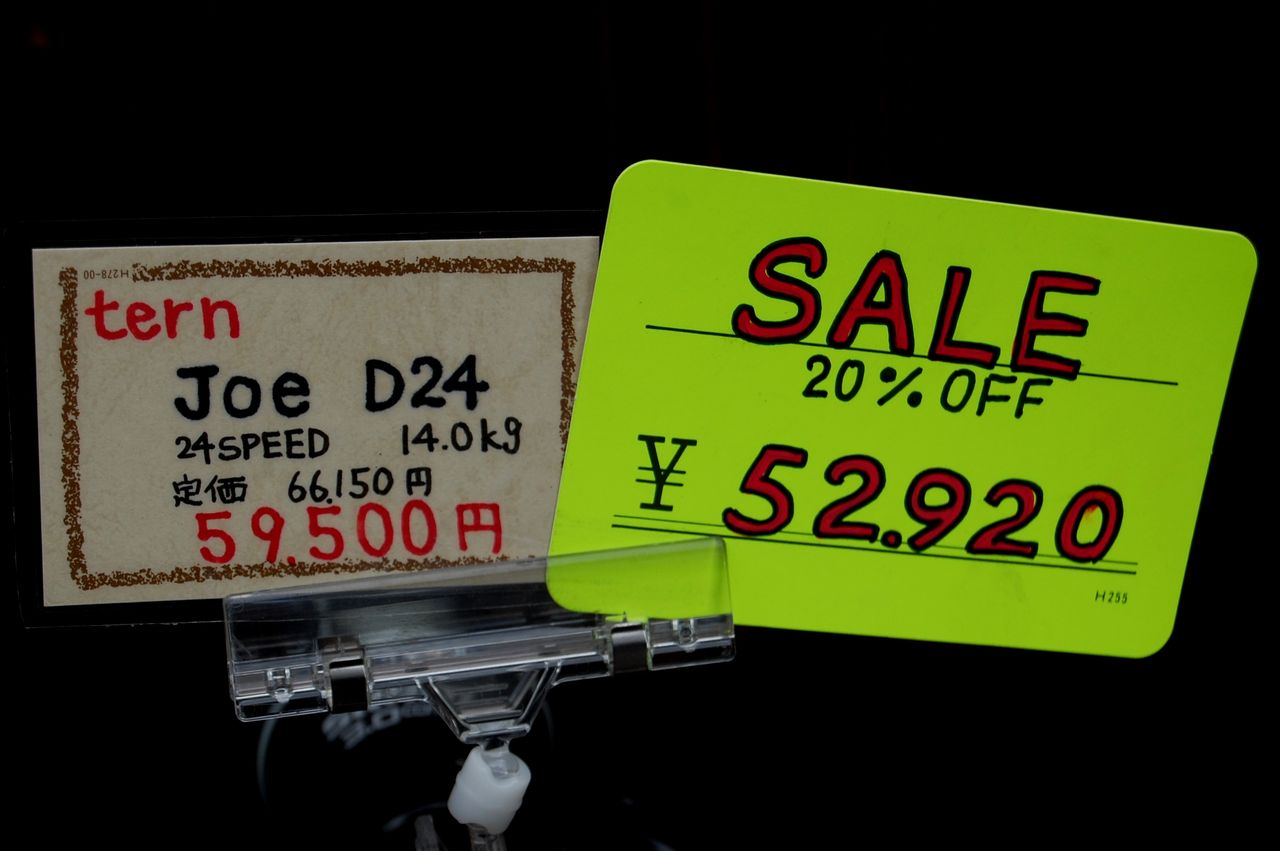 H278-00
tern
Joe D24
24SPEED 14.0kg
定価 66.150円
59.500円
SALE
20%OFF
¥52.920
H255